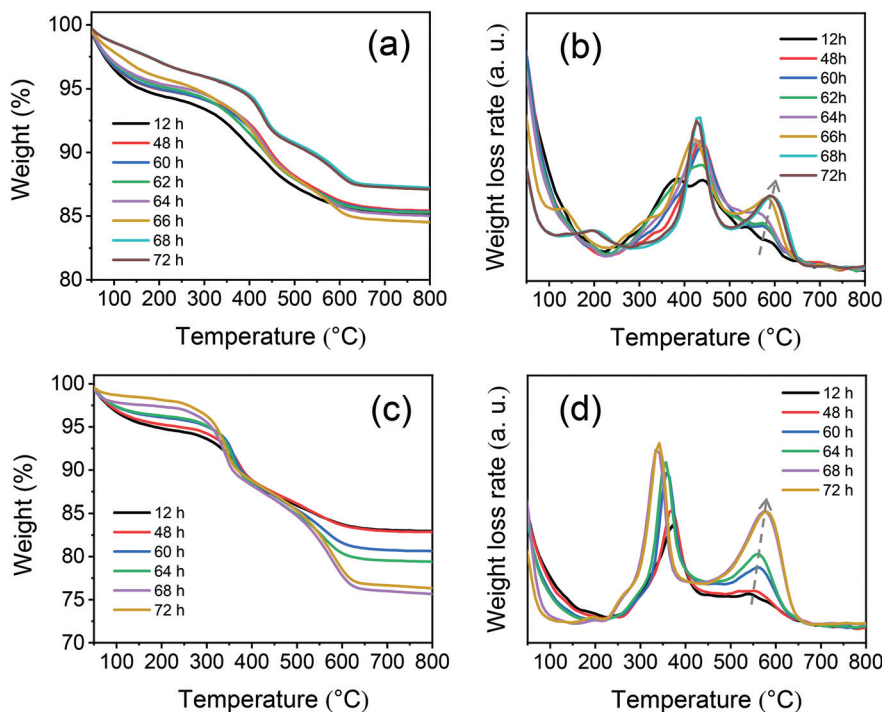 (a)
Weight (%)
100
95
90
85
80
12 h
48 h
60 h
62 h
64 h
66 h
68 h
72 h
100 200 300 400 500 600 700 800
Temperature (°C)
(b)
Weight loss rate (a. u.)
12h
48h
60h
62h
64h
66h
68h
72h
100 200 300 400 500 600 700 800
Temperature (°C)
(c)
Weight (%)
100
95
90
85
80
75
70
12 h
48 h
60 h
64 h
68 h
72 h
100 200 300 400 500 600 700 800
Temperature (°C)
(d)
Weight loss rate (a. u.)
12 h
48 h
60 h
64 h
68 h
72 h
100 200 300 400 500 600 700 800
Temperature (°C)